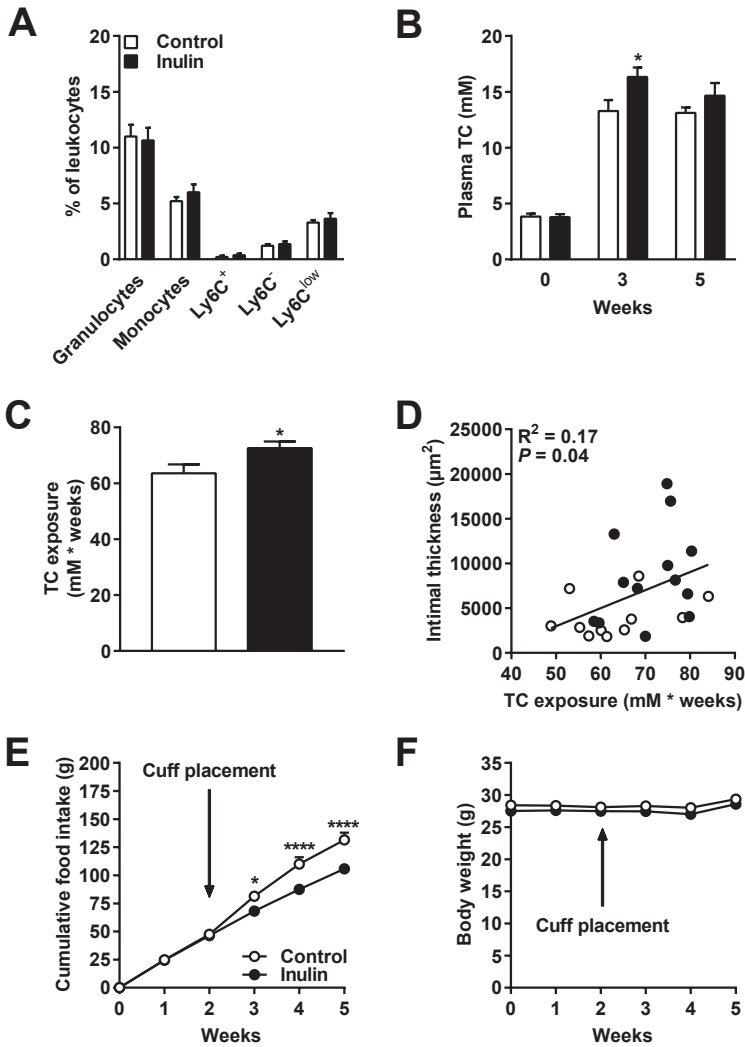 A
% of leukocytes
20
15
10
5
0
Control
Inulin
Granulocytes
Monocytes
Ly6C⁺
Ly6C⁻
Ly6Cˡᵒʷ
B
Plasma TC (mM)
20
15
10
5
0
*
0 3 5
Weeks
C
TC exposure
(mM * weeks)
80
60
40
20
0
*
D
Intimal thickness (µm²)
25000
20000
15000
10000
5000
0
R² = 0.17
P = 0.04
40 50 60 70 80 90
TC exposure (mM * weeks)
E
Cumulative food intake (g)
200
175
150
125
100
75
50
25
0
Cuff placement
* **** ****
Control
Inulin
0 1 2 3 4 5
Weeks
F
Body weight (g)
35
30
25
20
15
10
5
0
Cuff placement
0 1 2 3 4 5
Weeks